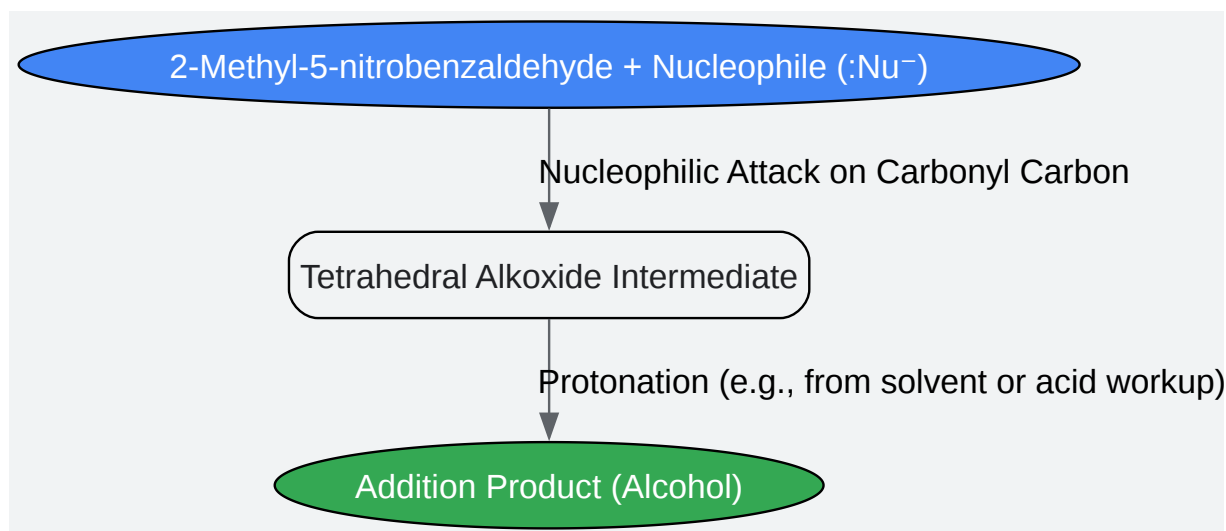 2-Methyl-5-nitrobenzaldehyde + Nucleophile (:Nu⁻)
Nucleophilic Attack on Carbonyl Carbon
Tetrahedral Alkoxide Intermediate
Protonation (e.g., from solvent or acid workup)
Addition Product (Alcohol)